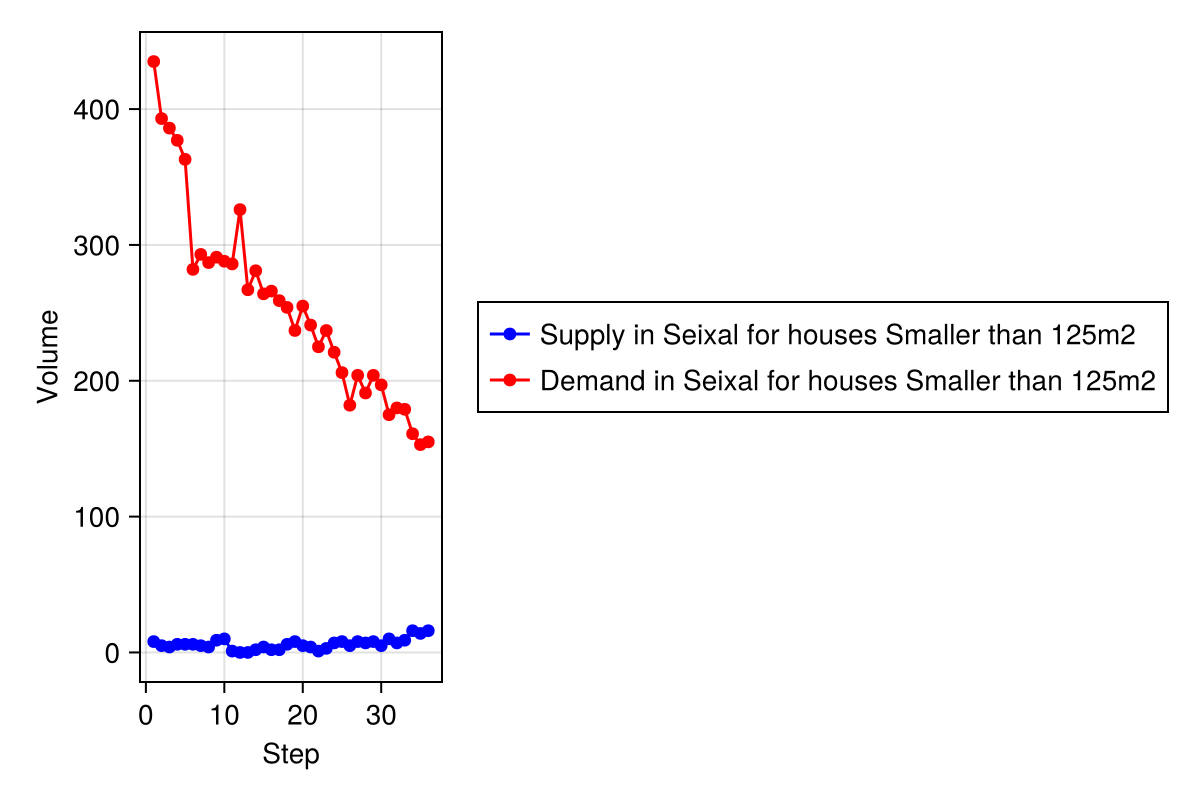 400
300
200
100
0
Volume
0 10 20 30
Step
Supply in Seixal for houses Smaller than 125m2
Demand in Seixal for houses Smaller than 125m2